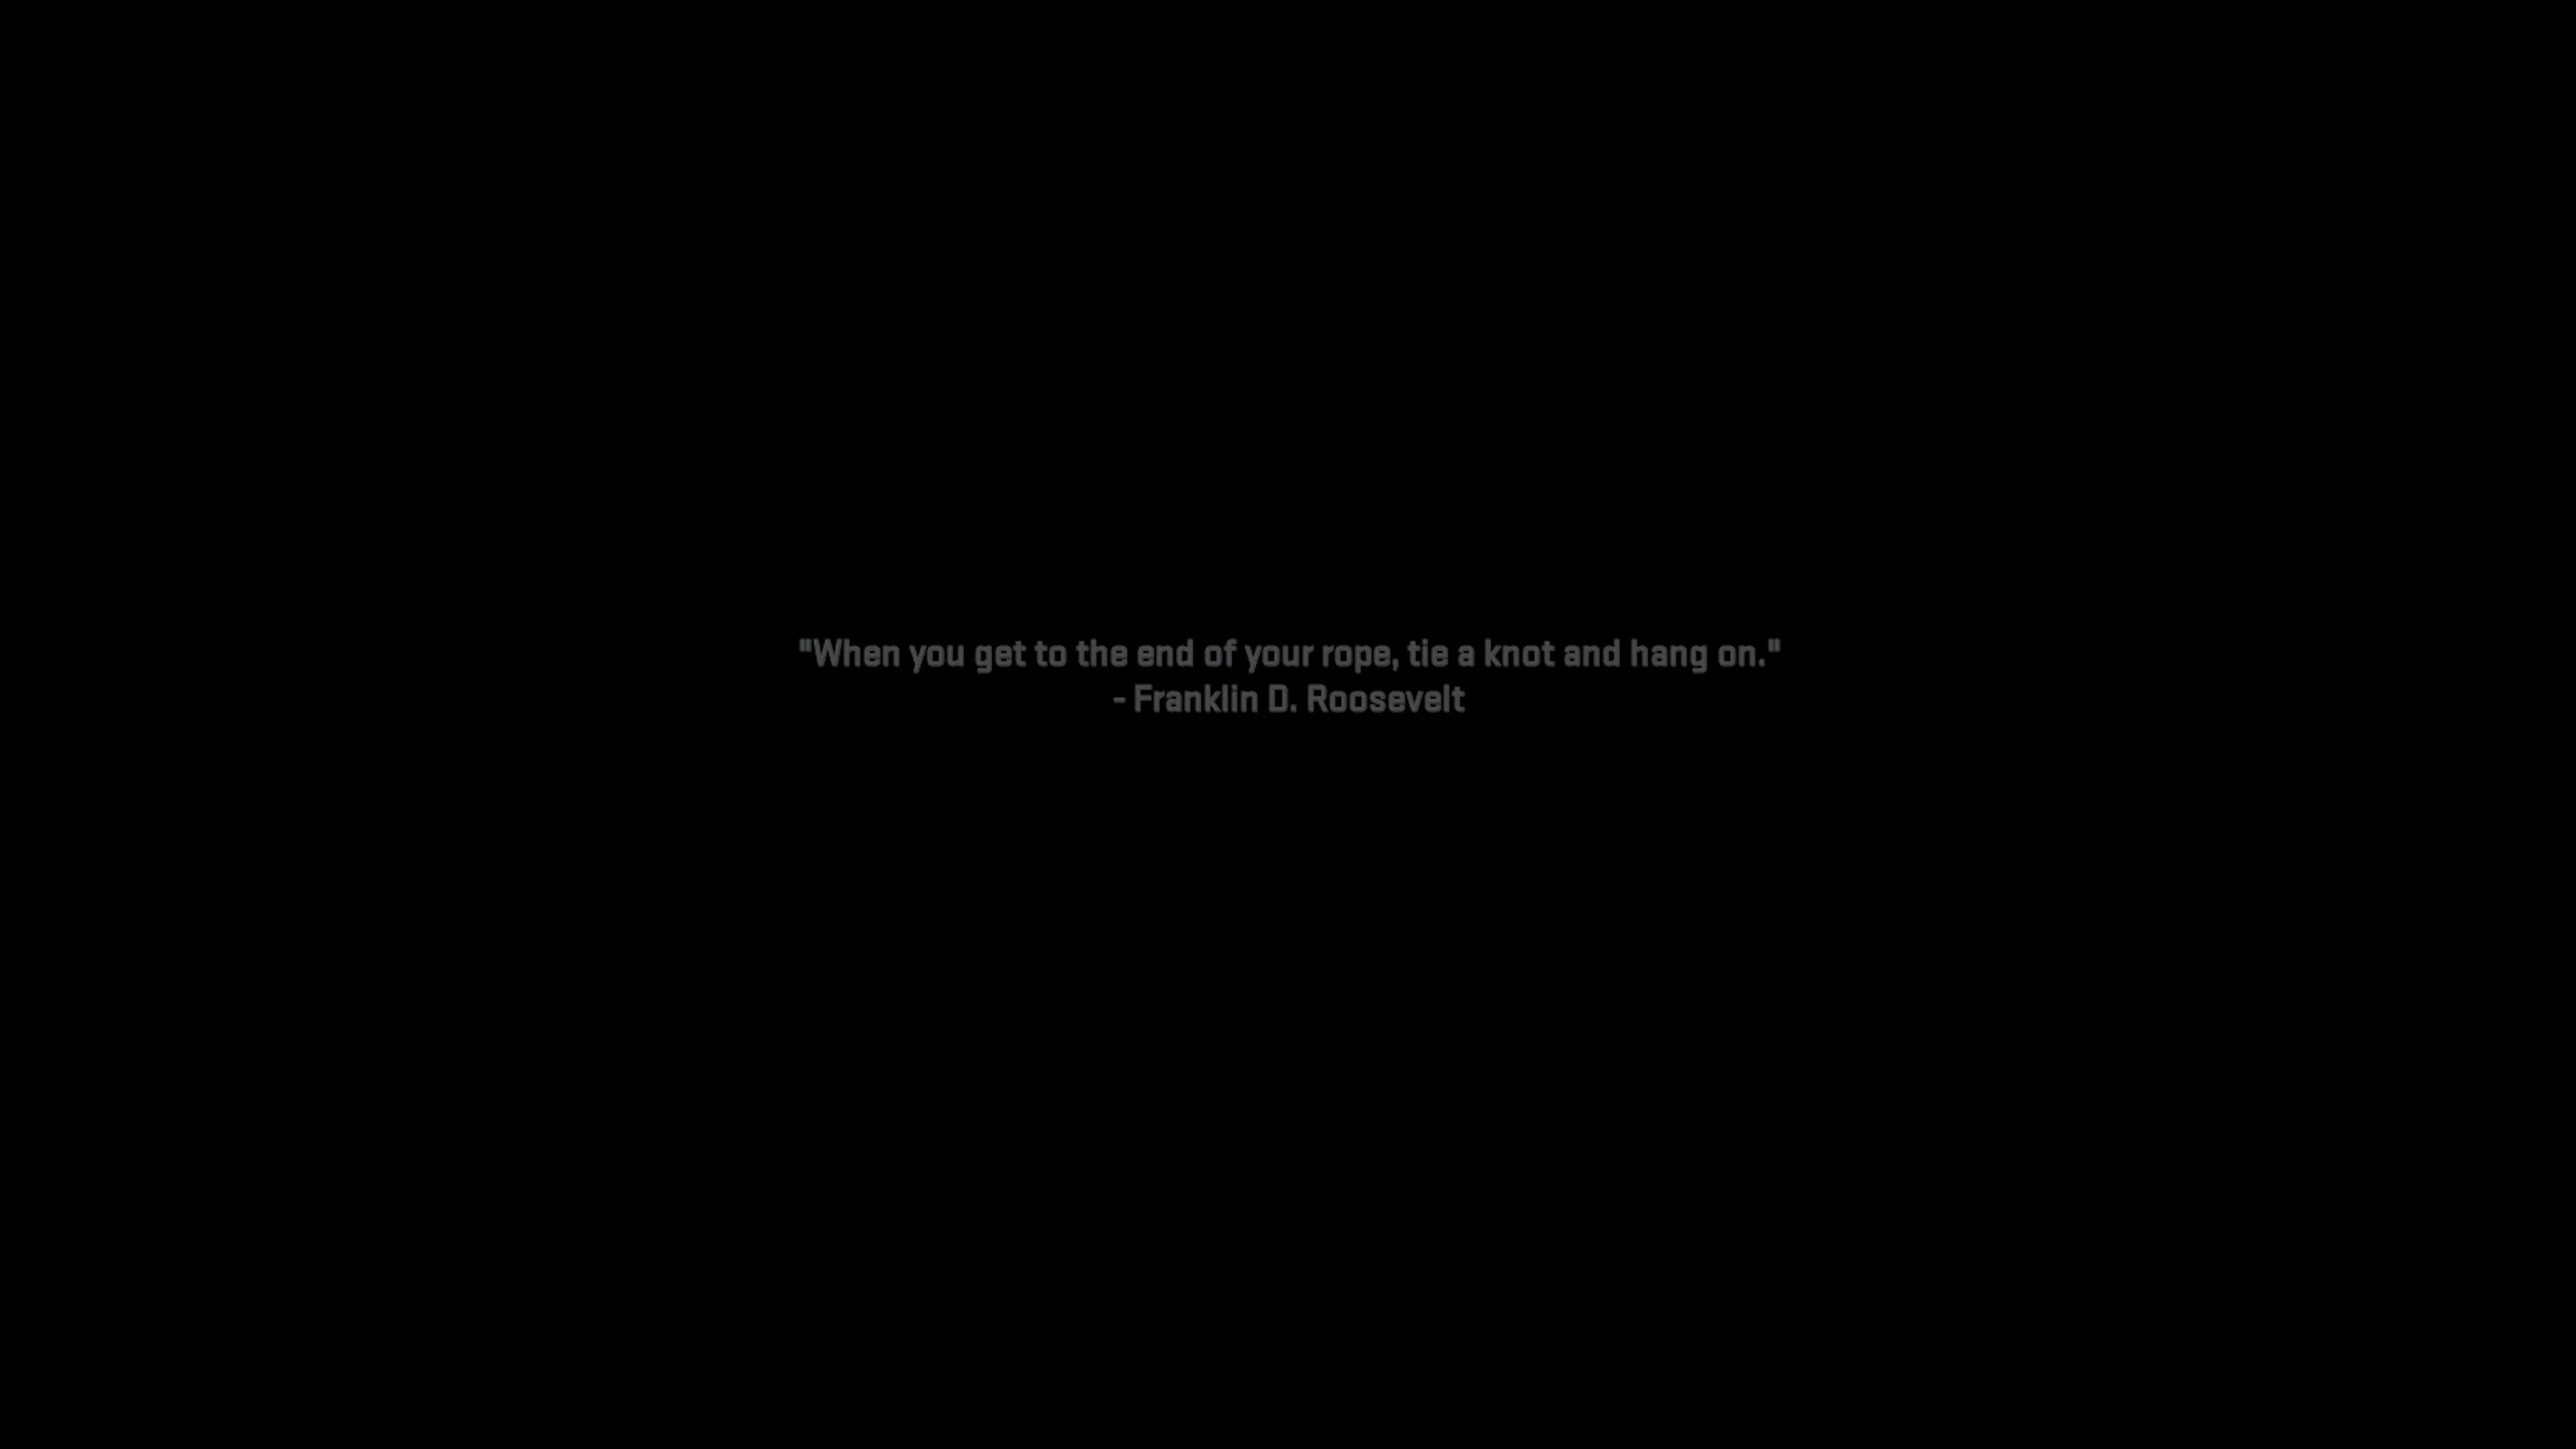 "When you get to the end of your rope, tie a knot and hang on."
- Franklin D. Roosevelt